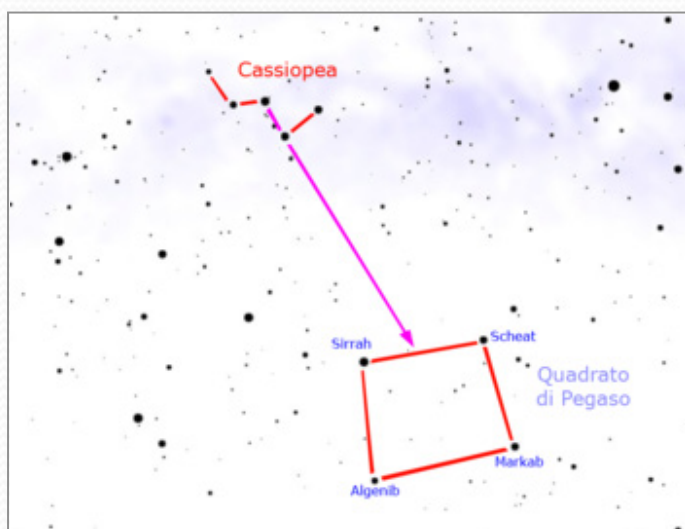 Cassiopea
Sirrah
Scheat
Quadrato
di Pegaso
Markab
Algenib